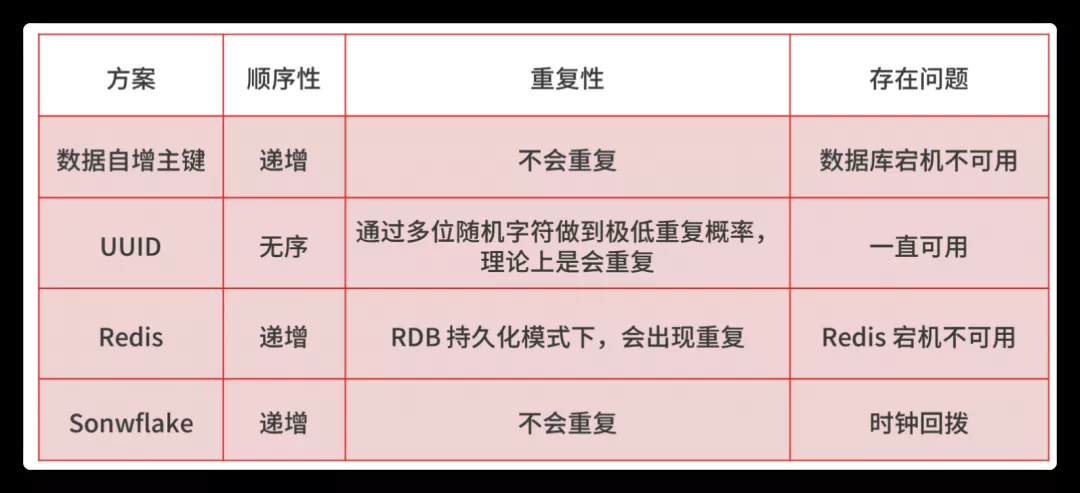 方案 顺序性 重复性 存在问题
数据自增主键 递增 不会重复 数据库宕机不可用
UUID 无序 通过多位随机字符做到极低重复概率，
理论上是会重复 一直可用
Redis 递增 RDB 持久化模式下，会出现重复 Redis 宕机不可用
Sonwflake 递增 不会重复 时钟回拨